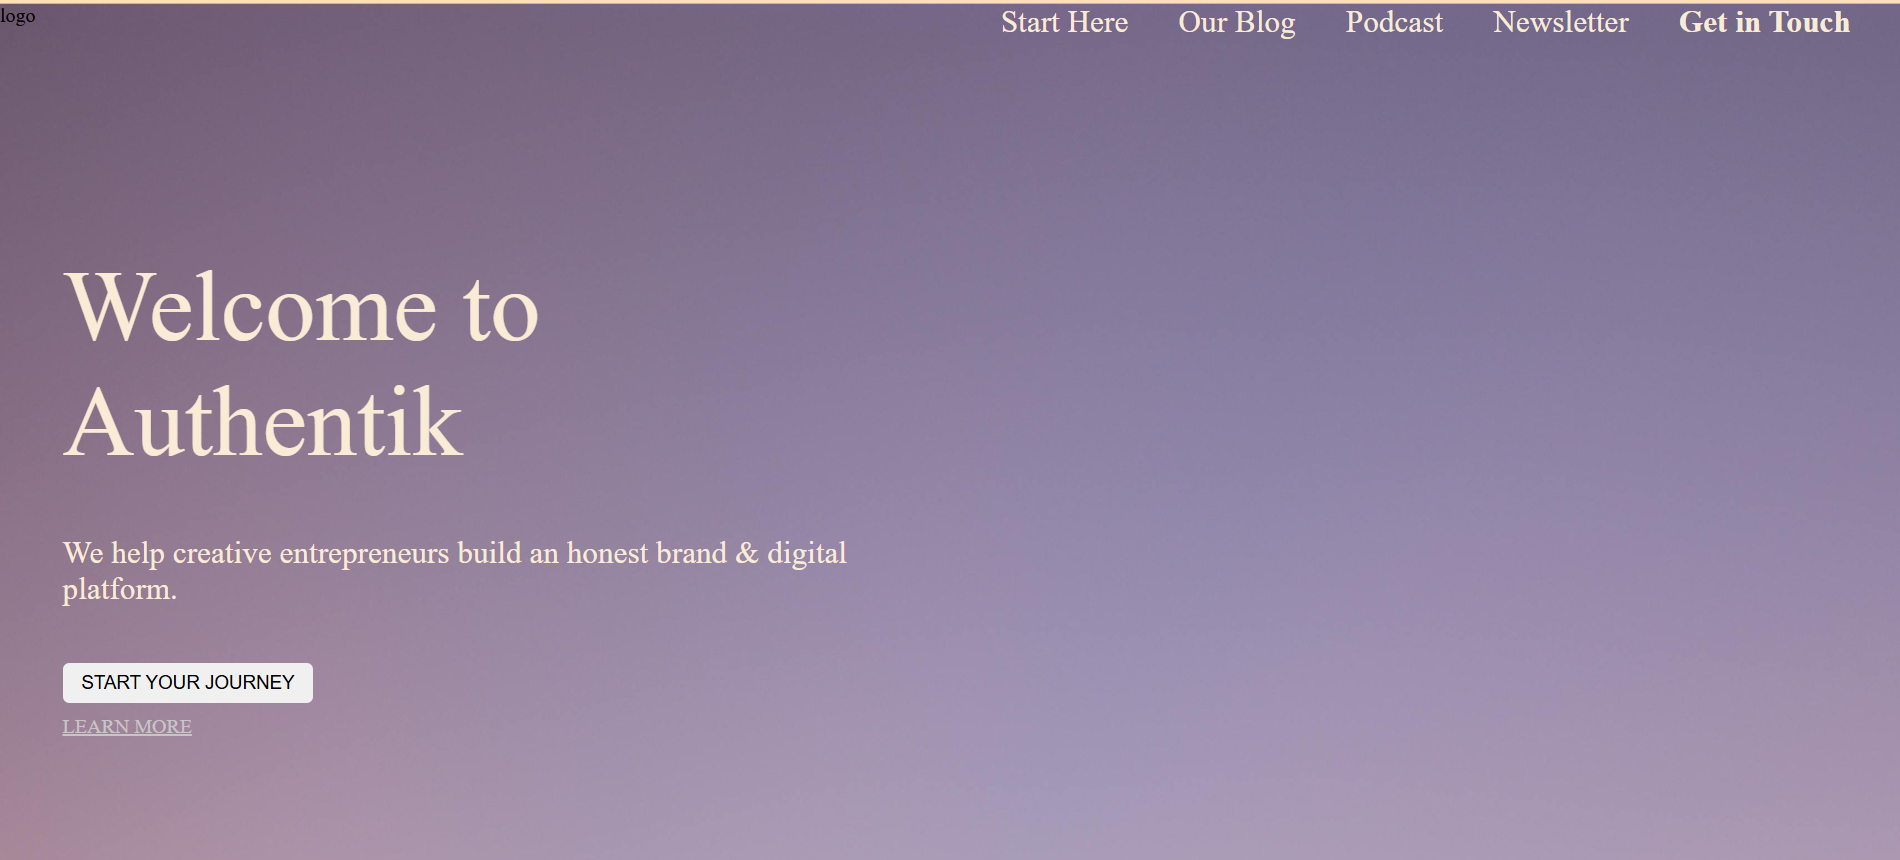 logo
Start Here Our Blog Podcast Newsletter Get in Touch
Welcome to
Authentik
We help creative entrepreneurs build an honest brand & digital
platform.
START YOUR JOURNEY
LEARN MORE